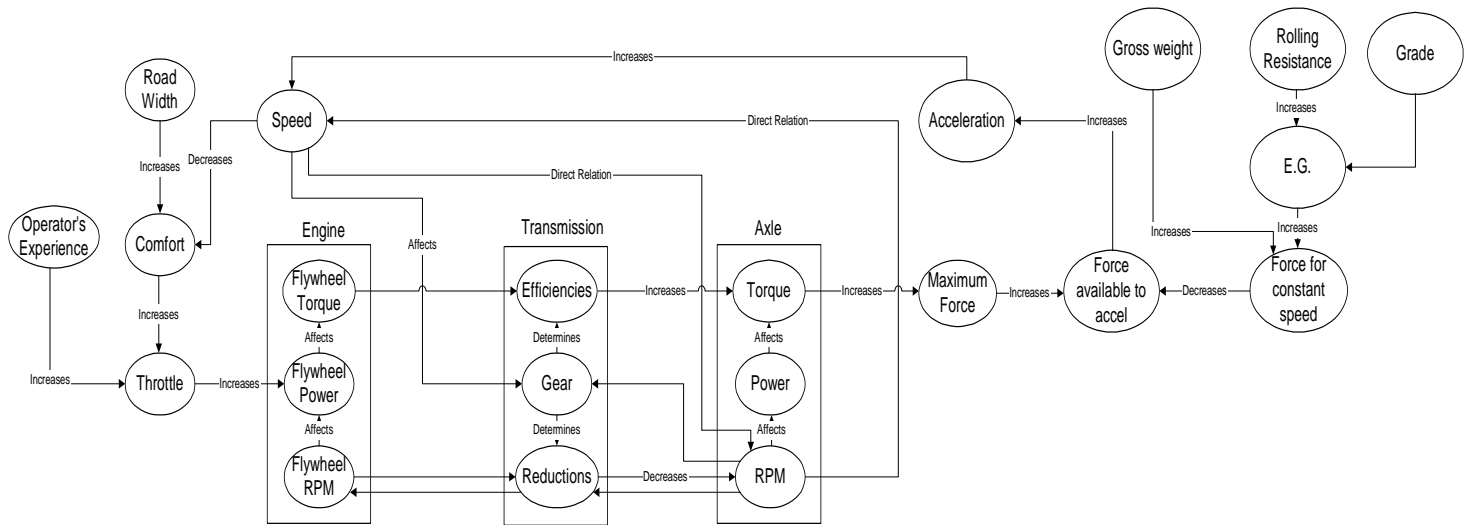 Gross weight
Rolling
Resistance
Grade
Increases
Road
Width
Speed
Acceleration
Direct Relation
Increases
Increases
Decreases
Increases
E.G.
Direct Relation
Operator's
Experience
Comfort
Engine
Transmission
Axle
Affects
Increases
Increases
Flywheel
Torque
Efficiencies
Increases
Torque
Increases
Maximum
Force
Increases
Force
available to
accel
Decreases
Force for
constant
speed
Increases
Affects
Determines
Affects
Increases
Throttle
Increases
Flywheel
Power
Gear
Power
Affects
Determines
Affects
Flywheel
RPM
Reductions
Decreases
RPM